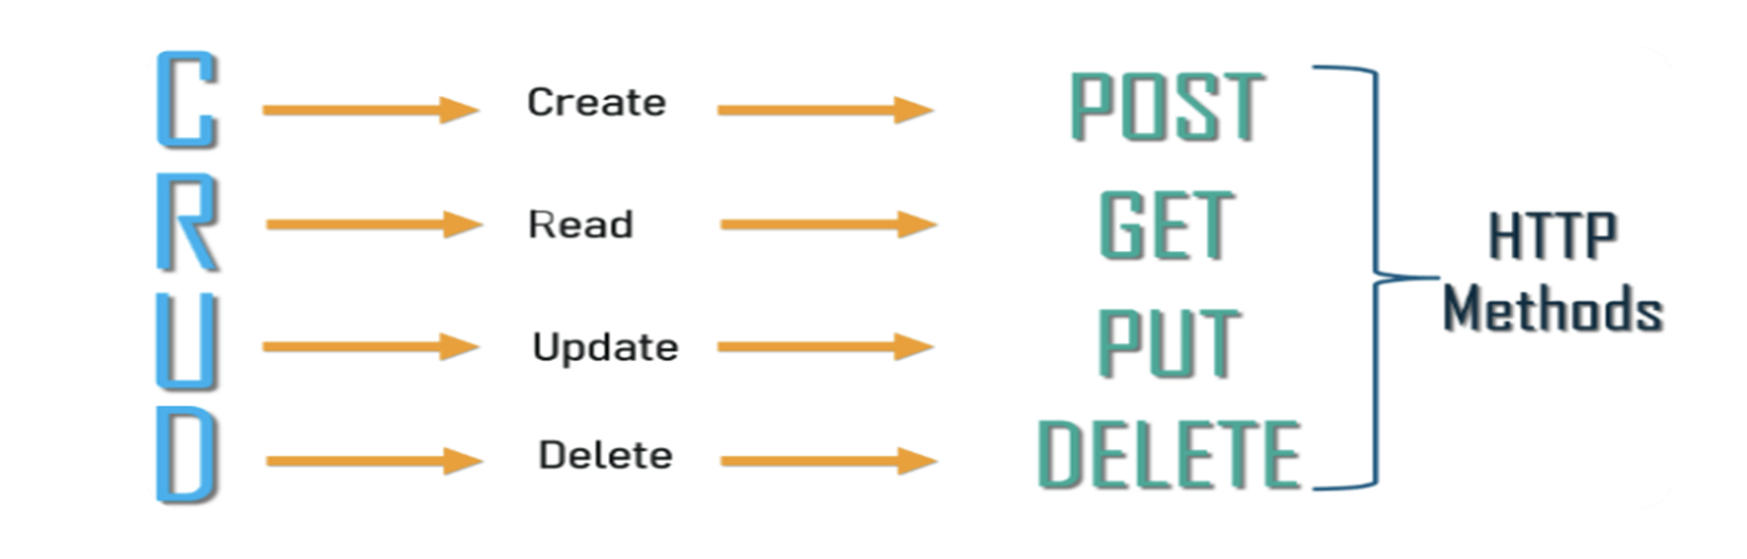 C Create POST
R Read GET
U Update PUT
D Delete DELETE
HTTP
Methods